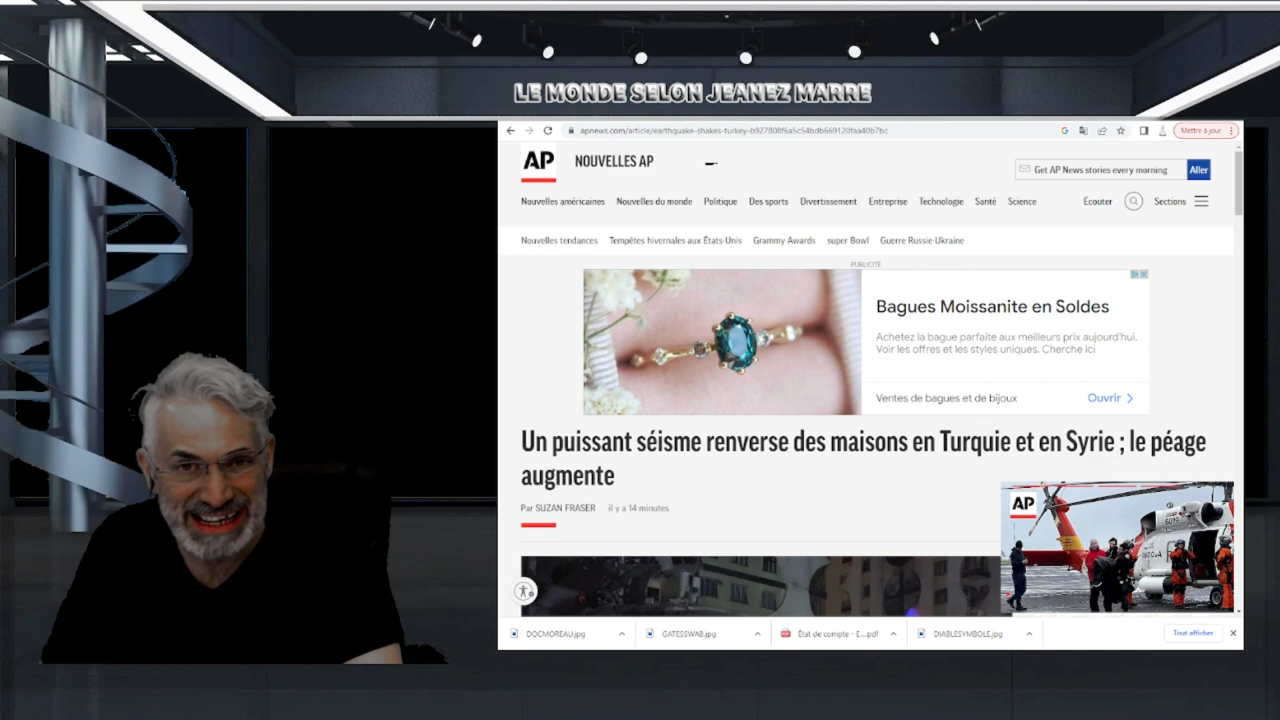 LE MONDE SELON JEANEZ MARRE
apnews.com/article/earthquake-shakes-turkey-b927808f6a5c54bdb669120faa40b7bc
Mettre à jour
AP
NOUVELLES AP
Get AP News stories every morning
Aller
Nouvelles américaines Nouvelles du monde Politique Des sports Divertissement Entreprise Technologie Santé Science Écouter Sections
Nouvelles tendances Tempêtes hivernales aux États-Unis Grammy Awards super Bowl Guerre Russie-Ukraine
PUBLICITÉ
Bagues Moissanite en Soldes
Achetez la bague parfaite aux meilleurs prix aujourd'hui.
Voir les offres et les styles uniques. Cherche ici
Ventes de bagues et de bijoux Ouvrir
Un puissant séisme renverse des maisons en Turquie et en Syrie ; le péage
augmente
Par SUZAN FRASER il y a 14 minutes
AP
DOCMOREAU.jpg GATESSWAB.jpg État de compte - E....pdf DIABLESYMBOLE.jpg Tout afficher